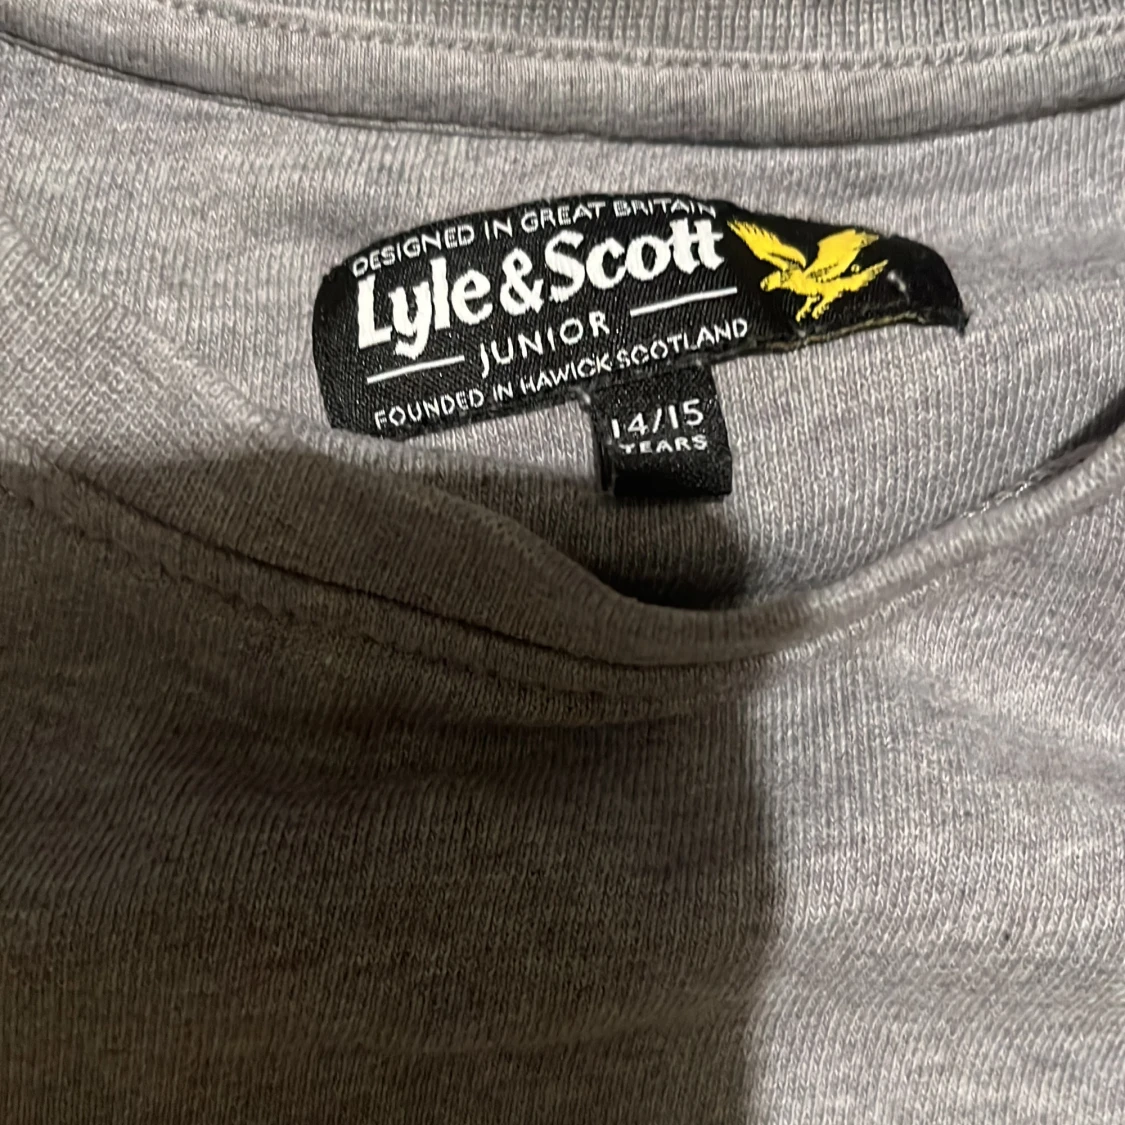 DESIGNED IN GREAT BRITAIN
Lyle&Scott
JUNIOR
FOUNDED IN HAWICK SCOTLAND
14/15
YEARS